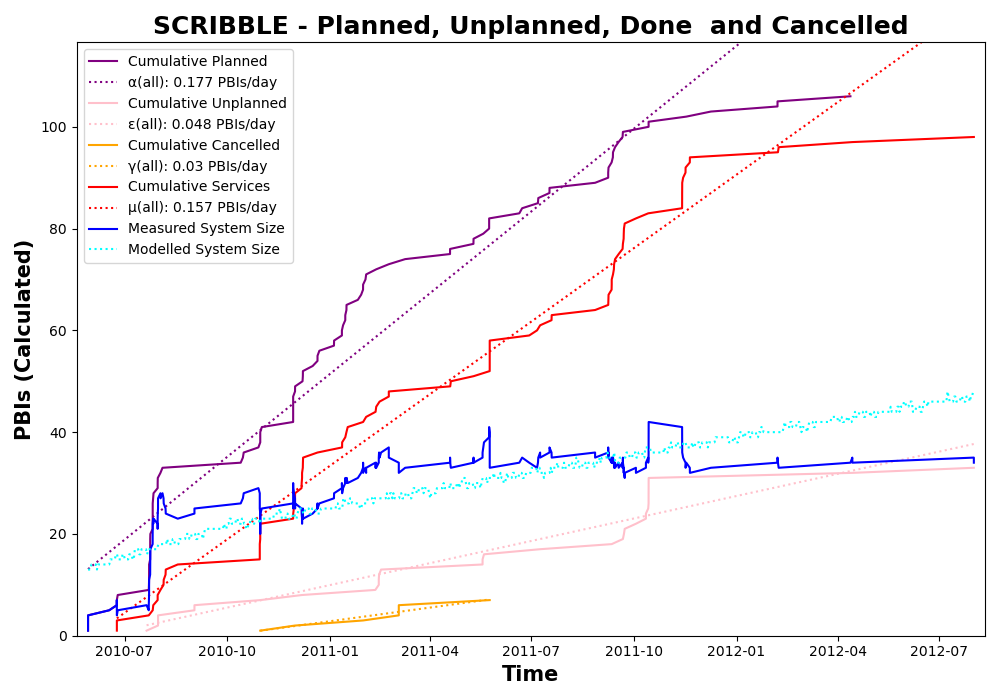 SCRIBBLE - Planned, Unplanned, Done  and Cancelled
Cumulative Planned
α(all): 0.177 PBIs/day
Cumulative Unplanned
ε(all): 0.048 PBIs/day
Cumulative Cancelled
γ(all): 0.03 PBIs/day
Cumulative Services
μ(all): 0.157 PBIs/day
Measured System Size
Modelled System Size
PBIs (Calculated)
100
80
60
40
20
0
2010-07 2010-10 2011-01 2011-04 2011-07 2011-10 2012-01 2012-04 2012-07
Time